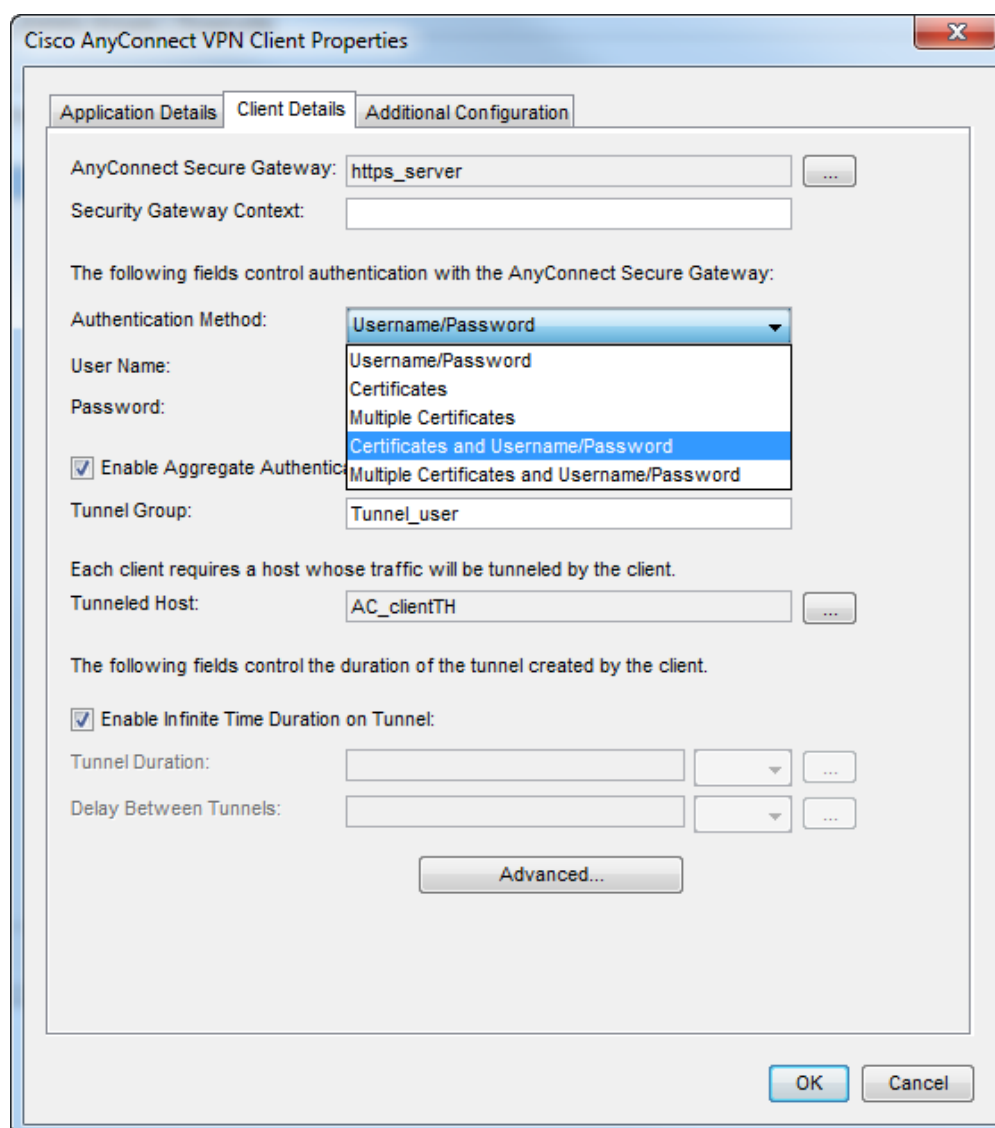 Cisco AnyConnect VPN Client Properties
Application Details Client Details Additional Configuration
AnyConnect Secure Gateway: https_server ...
Security Gateway Context:
The following fields control authentication with the AnyConnect Secure Gateway:
Authentication Method: Username/Password
User Name: Username/Password
Certificates
Password: Multiple Certificates
Certificates and Username/Password
Enable Aggregate Authentica Multiple Certificates and Username/Password
Tunnel Group: Tunnel_user
Each client requires a host whose traffic will be tunneled by the client.
Tunneled Host: AC_clientTH ...
The following fields control the duration of the tunnel created by the client.
Enable Infinite Time Duration on Tunnel:
Tunnel Duration: ...
Delay Between Tunnels: ...
Advanced...
OK Cancel